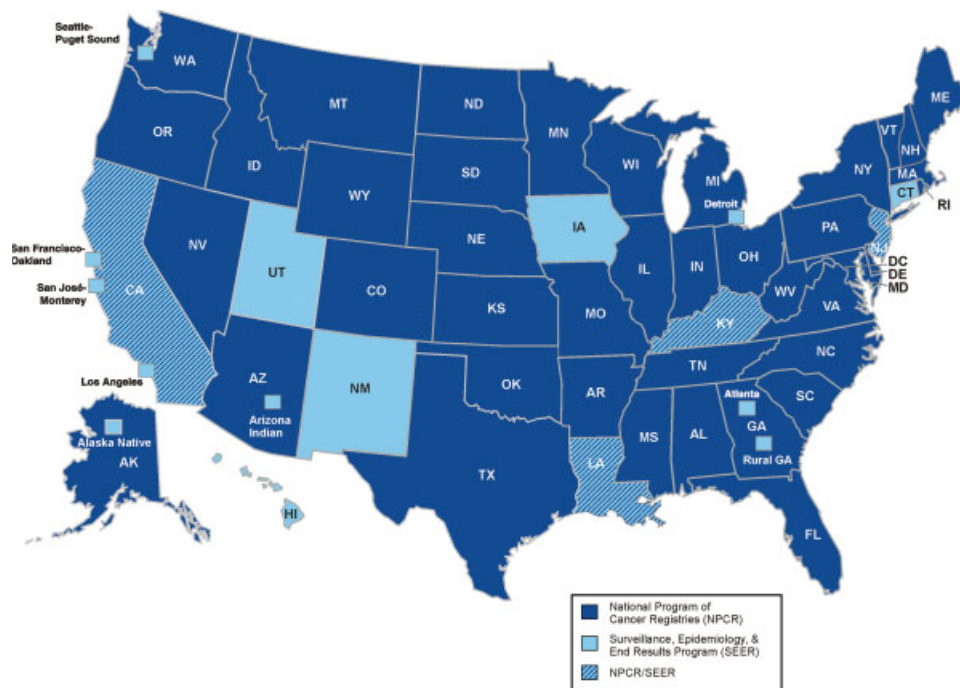 Seattle-
Puget Sound
WA
MT
ND
MN
ME
VT
NH
OR
ID
SD
WI
MI
NY
MA
CT
RI
WY
Detroit
IA
NE
PA
NJ
San Francisco-
Oakland
NV
UT
IL
IN
OH
DC
DE
MD
San José-
Monterey
CA
CO
KS
MO
WV
VA
KY
NC
TN
Los Angeles
AZ
NM
OK
AR
SC
Atlanta
Arizona
Indian
MS
AL
GA
Alaska Native
AK
Rural GA
LA
TX
HI
FL
National Program of
Cancer Registries (NPCR)
Surveillance, Epidemiology, &
End Results Program (SEER)
NPCR/SEER